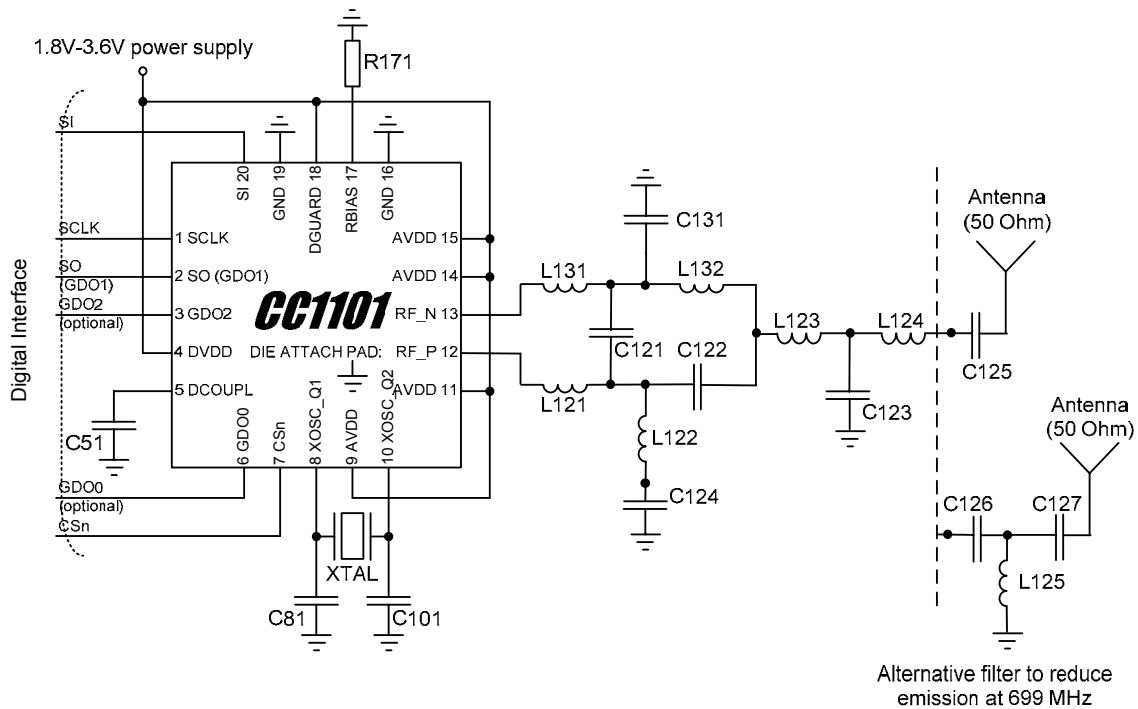 1.8V-3.6V power supply
R171
SI
SI 20
GND 19
DGUARD 18
RBIAS 17
GND 16
Antenna
(50 Ohm)
C131
SCLK
1 SCLK
AVDD 15
SO
(GDO1)
2 SO (GDO1)
AVDD 14
L131
L132
GDO2
(optional)
3 GDO2
CC1101
RF_N 13
L123
L124
C121
C122
C125
4 DVDD
DIE ATTACH PAD:
RF_P 12
Digital Interface
5 DCOUPL
AVDD 11
L121
C123
Antenna
(50 Ohm)
C51
6 GDO0
7 CSn
8 XOSC_Q1
9 AVDD
10 XOSC_Q2
L122
GDO0
(optional)
C124
C126
C127
CSn
XTAL
L125
C81
C101
Alternative filter to reduce
emission at 699 MHz